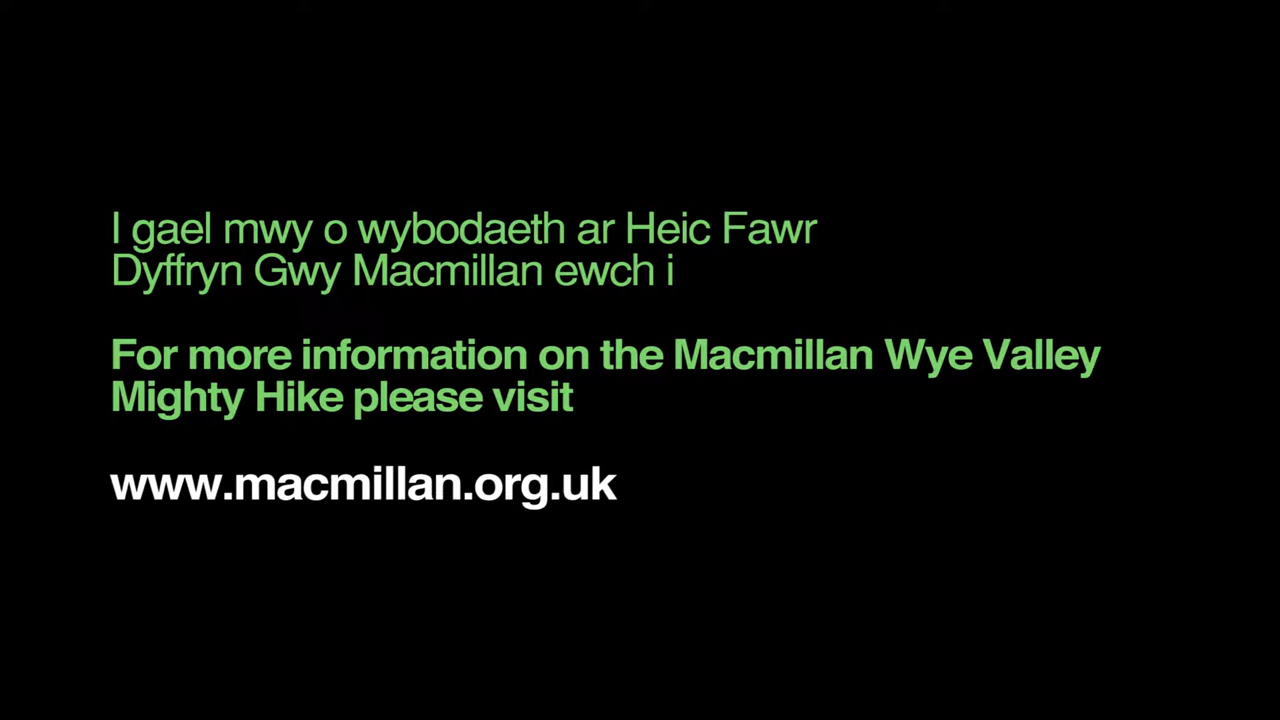 I gael mwy o wybodaeth ar Heic Fawr
Dyffryn Gwy Macmillan ewch i
For more information on the Macmillan Wye Valley
Mighty Hike please visit
www.macmillan.org.uk